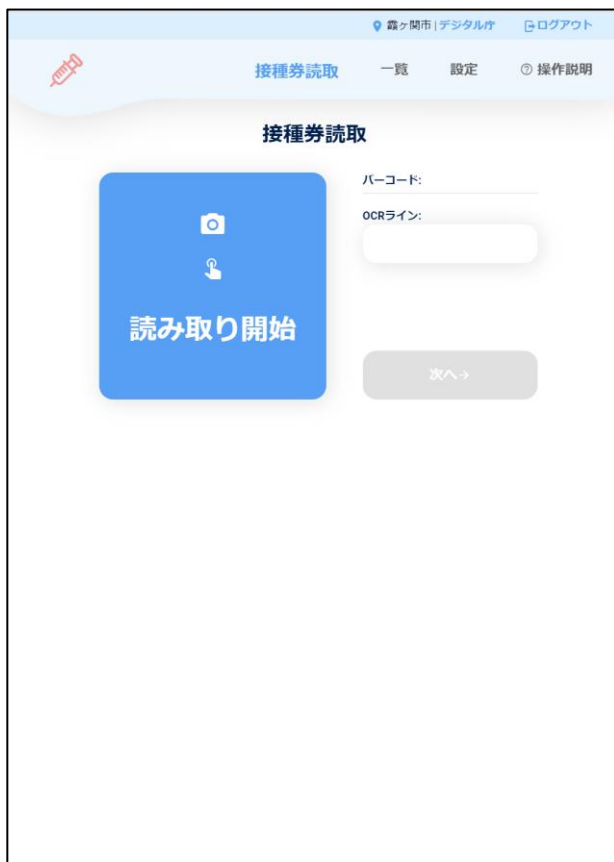 霞ヶ関市 | デジタル庁 ログアウト
接種券読取 一覧 設定 ? 操作説明
接種券読取
バーコード:
OCRライン:
読み取り開始
次へ→